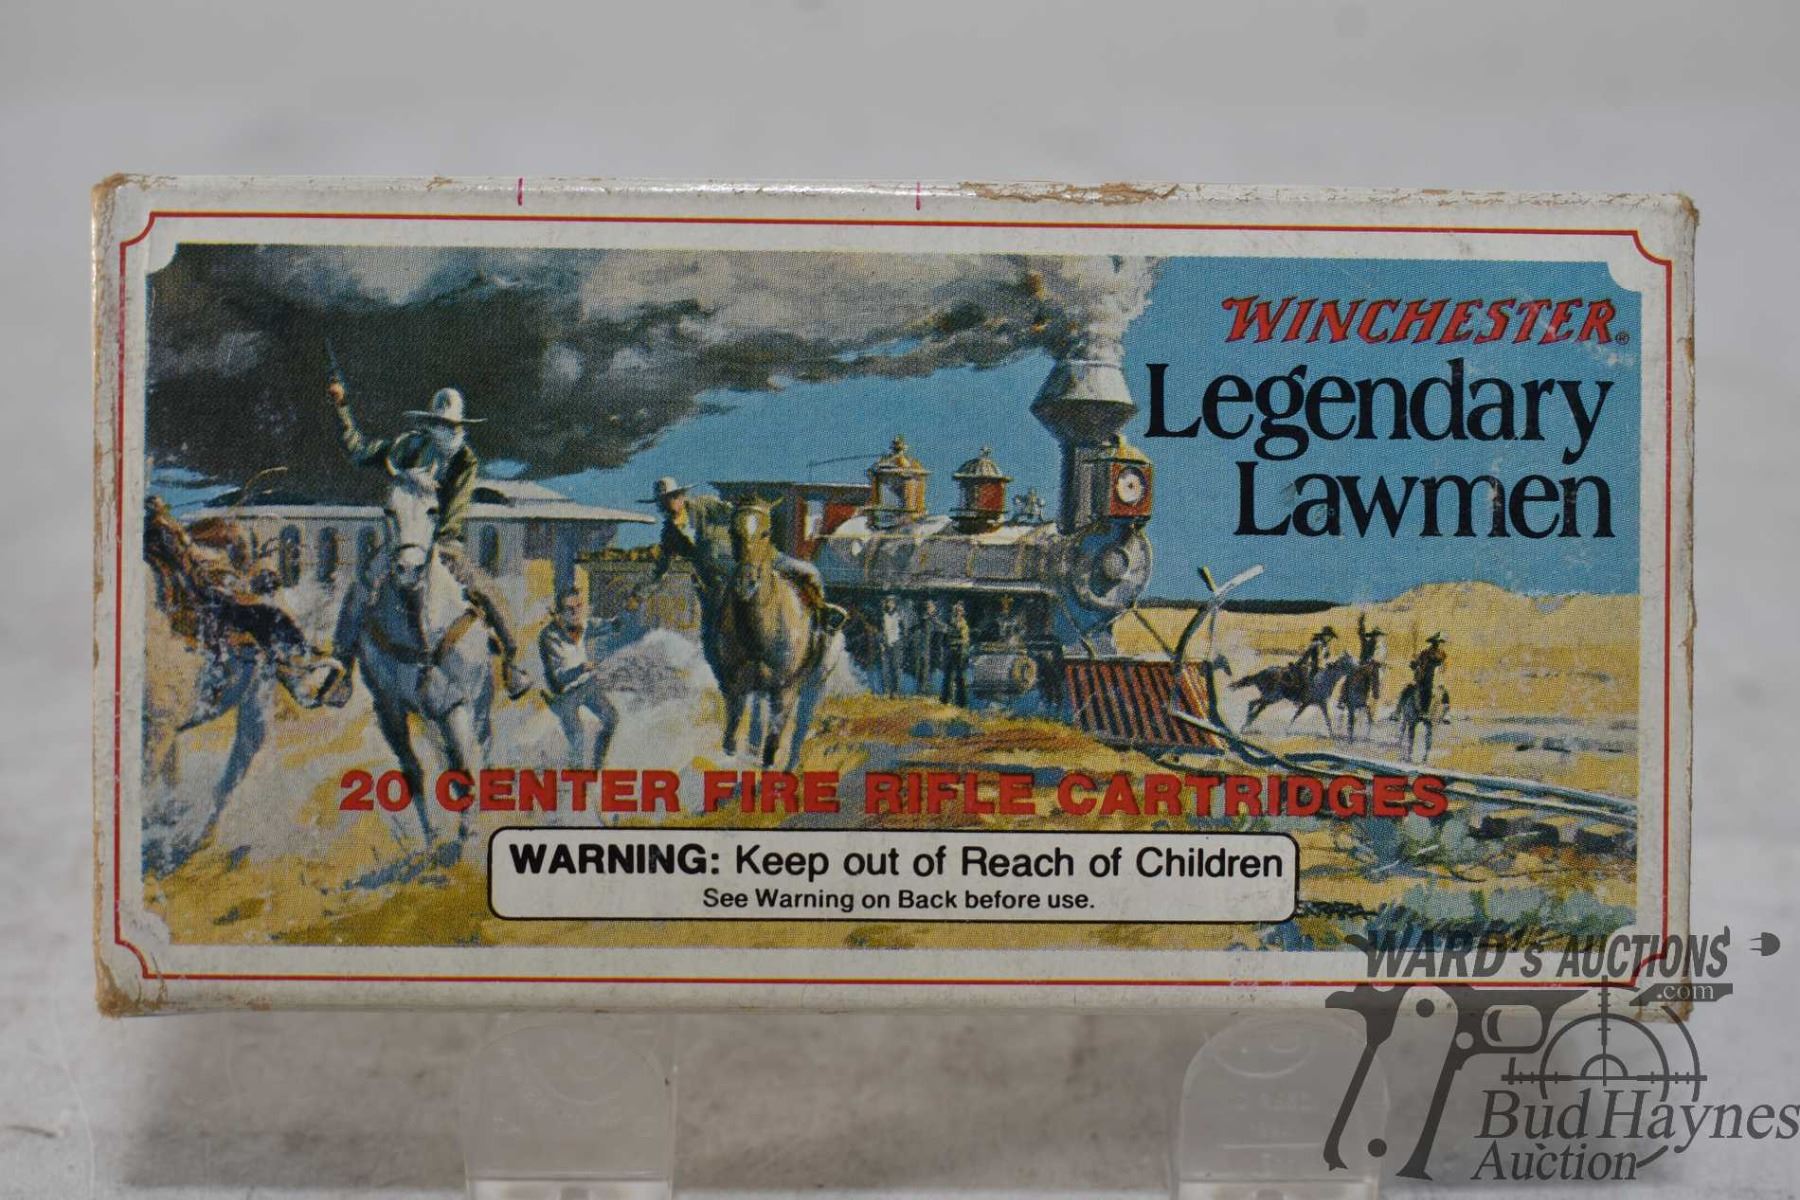 WINCHESTER®
Legendary
Lawmen
20 CENTER FIRE RIFLE CARTRIDGES
WARNING: Keep out of Reach of Children
See Warning on Back before use.
WARD's AUCTIONS
.com
Bud Haynes
Auction